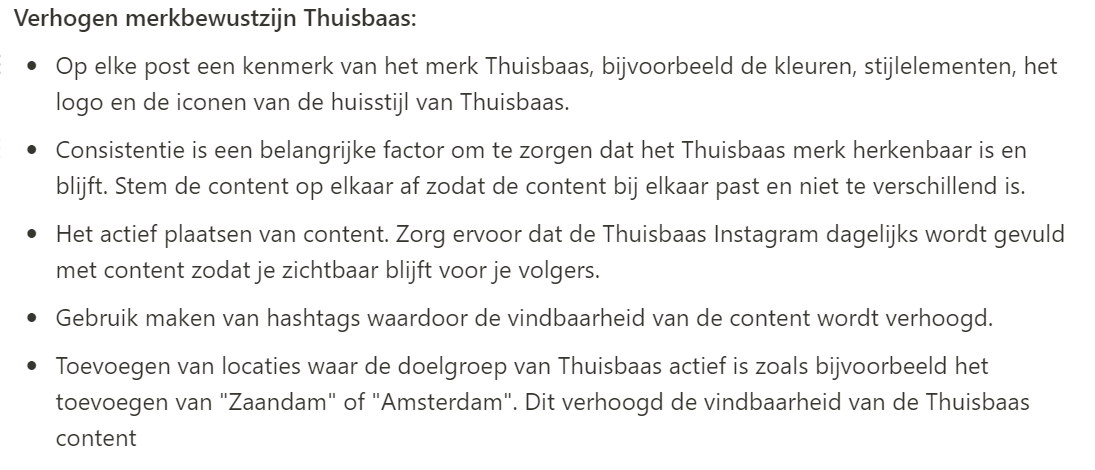 Verhogen merkbewustzijn Thuisbaas:
• Op elke post een kenmerk van het merk Thuisbaas, bijvoorbeeld de kleuren, stijlelementen, het
logo en de iconen van de huisstijl van Thuisbaas.
• Consistentie is een belangrijke factor om te zorgen dat het Thuisbaas merk herkenbaar is en
blijft. Stem de content op elkaar af zodat de content bij elkaar past en niet te verschillend is.
• Het actief plaatsen van content. Zorg ervoor dat de Thuisbaas Instagram dagelijks wordt gevuld
met content zodat je zichtbaar blijft voor je volgers.
• Gebruik maken van hashtags waardoor de vindbaarheid van de content wordt verhoogd.
• Toevoegen van locaties waar de doelgroep van Thuisbaas actief is zoals bijvoorbeeld het
toevoegen van "Zaandam" of "Amsterdam". Dit verhoogd de vindbaarheid van de Thuisbaas
content